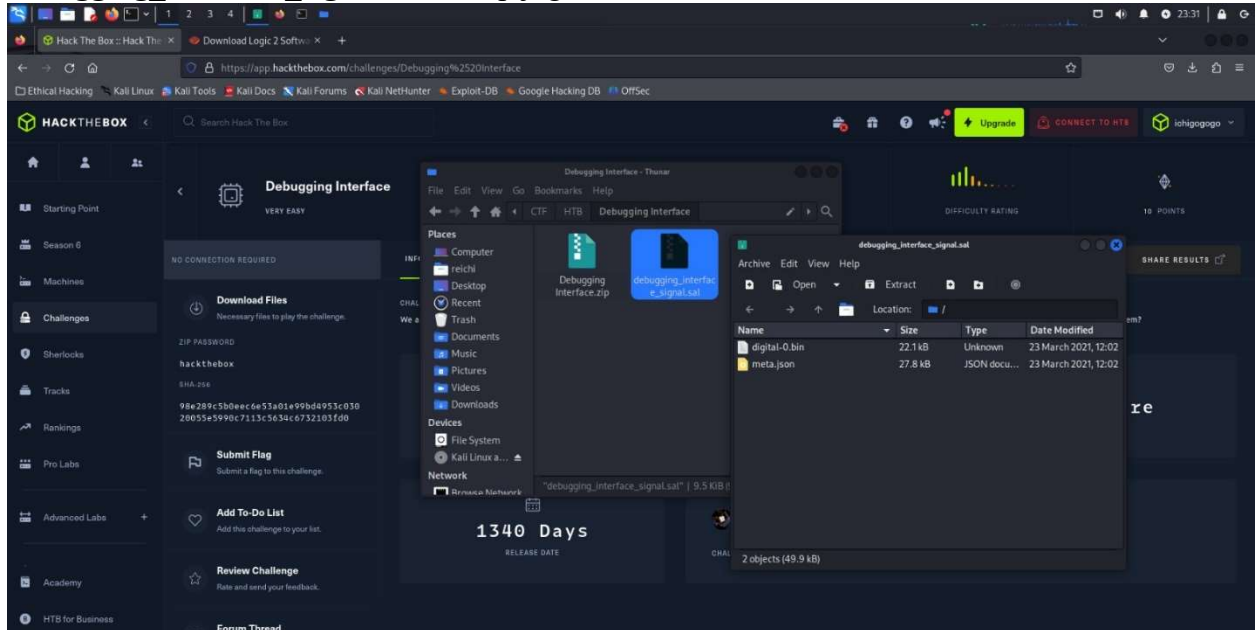 1 2 3 4
23:31
Hack The Box :: Hack The
Download Logic 2 Softwa
https://app.hackthebox.com/challenges/Debugging%2520Interface
Ethical Hacking
Kali Linux
Kali Tools
Kali Docs
Kali Forums
Kali NetHunter
Exploit-DB
Google Hacking DB
OffSec
HACKTHEBOX
Search Hack The Box
Upgrade
CONNECT TO HTB
ichigogogo
Starting Point
Season 6
Machines
Challenges
Sherlocks
Tracks
Rankings
Pro Labs
Advanced Labs
Academy
HTB for Business
Debugging Interface
VERY EASY
DIFFICULTY RATING
10 POINTS
NO CONNECTION REQUIRED
SHARE RESULTS
Download Files
Necessary files to play the challenge.
ZIP PASSWORD
hackthebox
SHA-256
98e289c5b0eec6e53a01e99bd4953c030
20055e5990c7113c5634c6732103fd0
Submit Flag
Submit a flag to this challenge.
Add To-Do List
Add this challenge to your list.
Review Challenge
Rate and send your feedback.
Forum Thread
1340 Days
RELEASE DATE
Debugging Interface - Thunar
File Edit View Go Bookmarks Help
CTF HTB Debugging Interface
Places
Computer
reichi
Desktop
Recent
Trash
Documents
Music
Pictures
Videos
Downloads
Devices
File System
Kali Linux a...
Network
Browse Network
Debugging
Interface.zip
debugging_interfac
e_signal.sal
"debugging_interface_signal.sal" | 9.5 KiB
debugging_interface_signal.sal
Archive Edit View Help
Open
Extract
Location: /
Name Size Type Date Modified
digital-0.bin 22.1 kB Unknown 23 March 2021, 12:02
meta.json 27.8 kB JSON docu... 23 March 2021, 12:02
2 objects (49.9 kB)